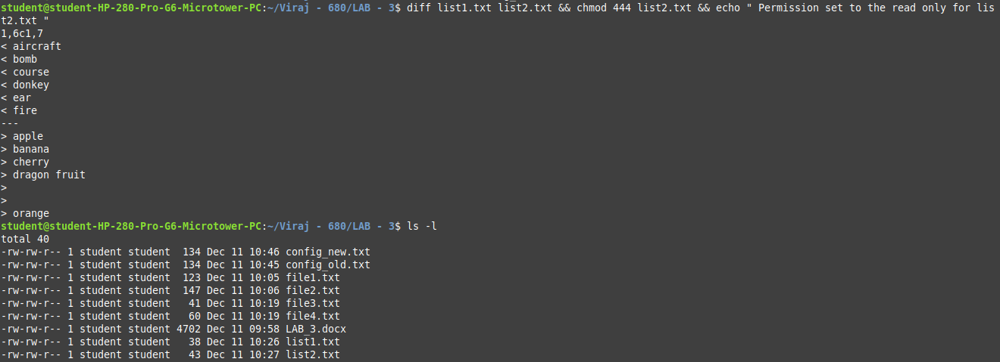 student@student-HP-280-Pro-G6-Microtower-PC:~/Viraj - 680/LAB - 3$ diff list1.txt list2.txt && chmod 444 list2.txt && echo " Permission set to the read only for lis
t2.txt "
1,6c1,7
< aircraft
< bomb
< course
< donkey
< ear
< fire
---
> apple
> banana
> cherry
> dragon fruit
>
>
> orange
student@student-HP-280-Pro-G6-Microtower-PC:~/Viraj - 680/LAB - 3$ ls -l
total 40
-rw-rw-r-- 1 student student  134 Dec 11 10:46 config_new.txt
-rw-rw-r-- 1 student student  134 Dec 11 10:45 config_old.txt
-rw-rw-r-- 1 student student  123 Dec 11 10:05 file1.txt
-rw-rw-r-- 1 student student  147 Dec 11 10:06 file2.txt
-rw-rw-r-- 1 student student   41 Dec 11 10:19 file3.txt
-rw-rw-r-- 1 student student   60 Dec 11 10:19 file4.txt
-rw-rw-r-- 1 student student 4702 Dec 11 09:58 LAB_3.docx
-rw-rw-r-- 1 student student   38 Dec 11 10:26 list1.txt
-rw-rw-r-- 1 student student   43 Dec 11 10:27 list2.txt